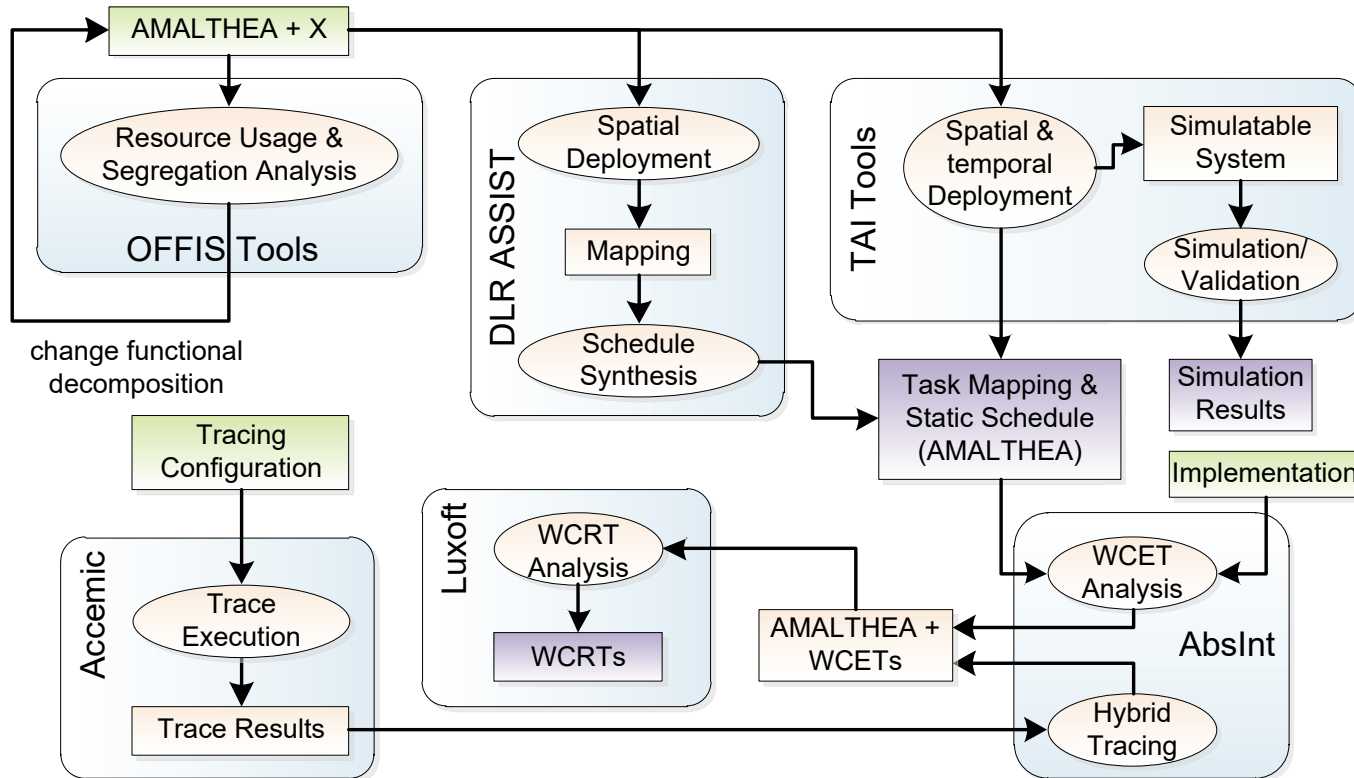 AMALTHEA + X
Resource Usage &
Segregation Analysis
OFFIS Tools
change functional
decomposition
DLR ASSIST
Spatial
Deployment
Mapping
Schedule
Synthesis
TAI Tools
Spatial &
temporal
Deployment
Simulatable
System
Simulation/
Validation
Task Mapping &
Static Schedule
(AMALTHEA)
Simulation
Results
Tracing
Configuration
Implementation
Accemic
Trace
Execution
Trace Results
Luxoft
WCRT
Analysis
WCRTs
AMALTHEA +
WCETs
WCET
Analysis
AbsInt
Hybrid
Tracing